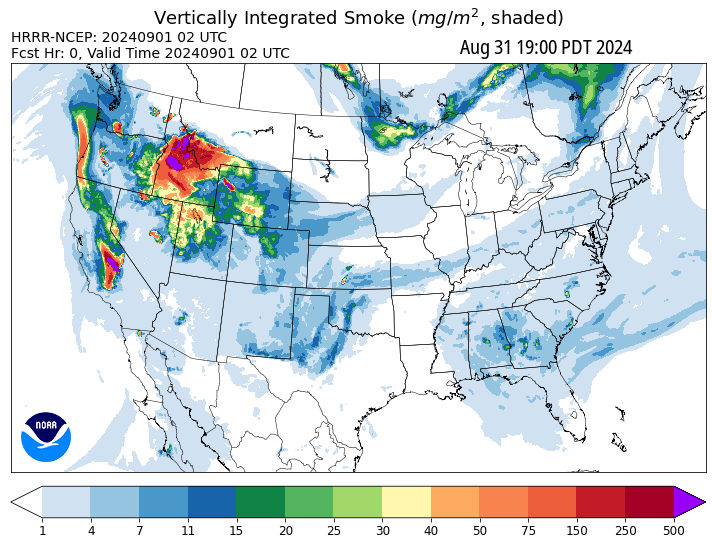 Vertically Integrated Smoke (mg/m², shaded)
HRRR-NCEP: 20240901 02 UTC
Fcst Hr: 0, Valid Time 20240901 02 UTC
Aug 31 19:00 PDT 2024
NOAA
1 4 7 11 15 20 25 30 40 50 75 150 250 500